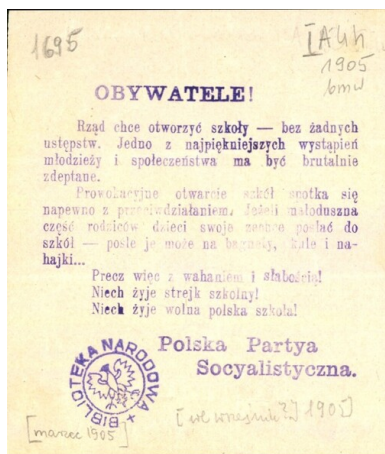 1695
I A4h
1905
bmw
OBYWATELE!
Rząd chce otworzyć szkoły — bez żadnych
ustępstw. Jedno z najpiękniejszych wystąpień
młodzieży i społeczeństwa ma być brutalnie
zdeptane.
Prowokacyjne otwarcie szkół spotka się
napewno z przeciwdziałaniem. Jeżeli małoduszna
część rodziców dzieci swoje zechce posłać do
szkół — pośle je może na bagnety, kule i na-
hajki...
Precz więc z wahaniem i słabością!
Niech żyje strejk szkolny!
Niech żyje wolna polska szkoła!
Polska Partya
Socyalistyczna.
BIBLIOTEKA NARODOWA
[marzec 1905]
1905]